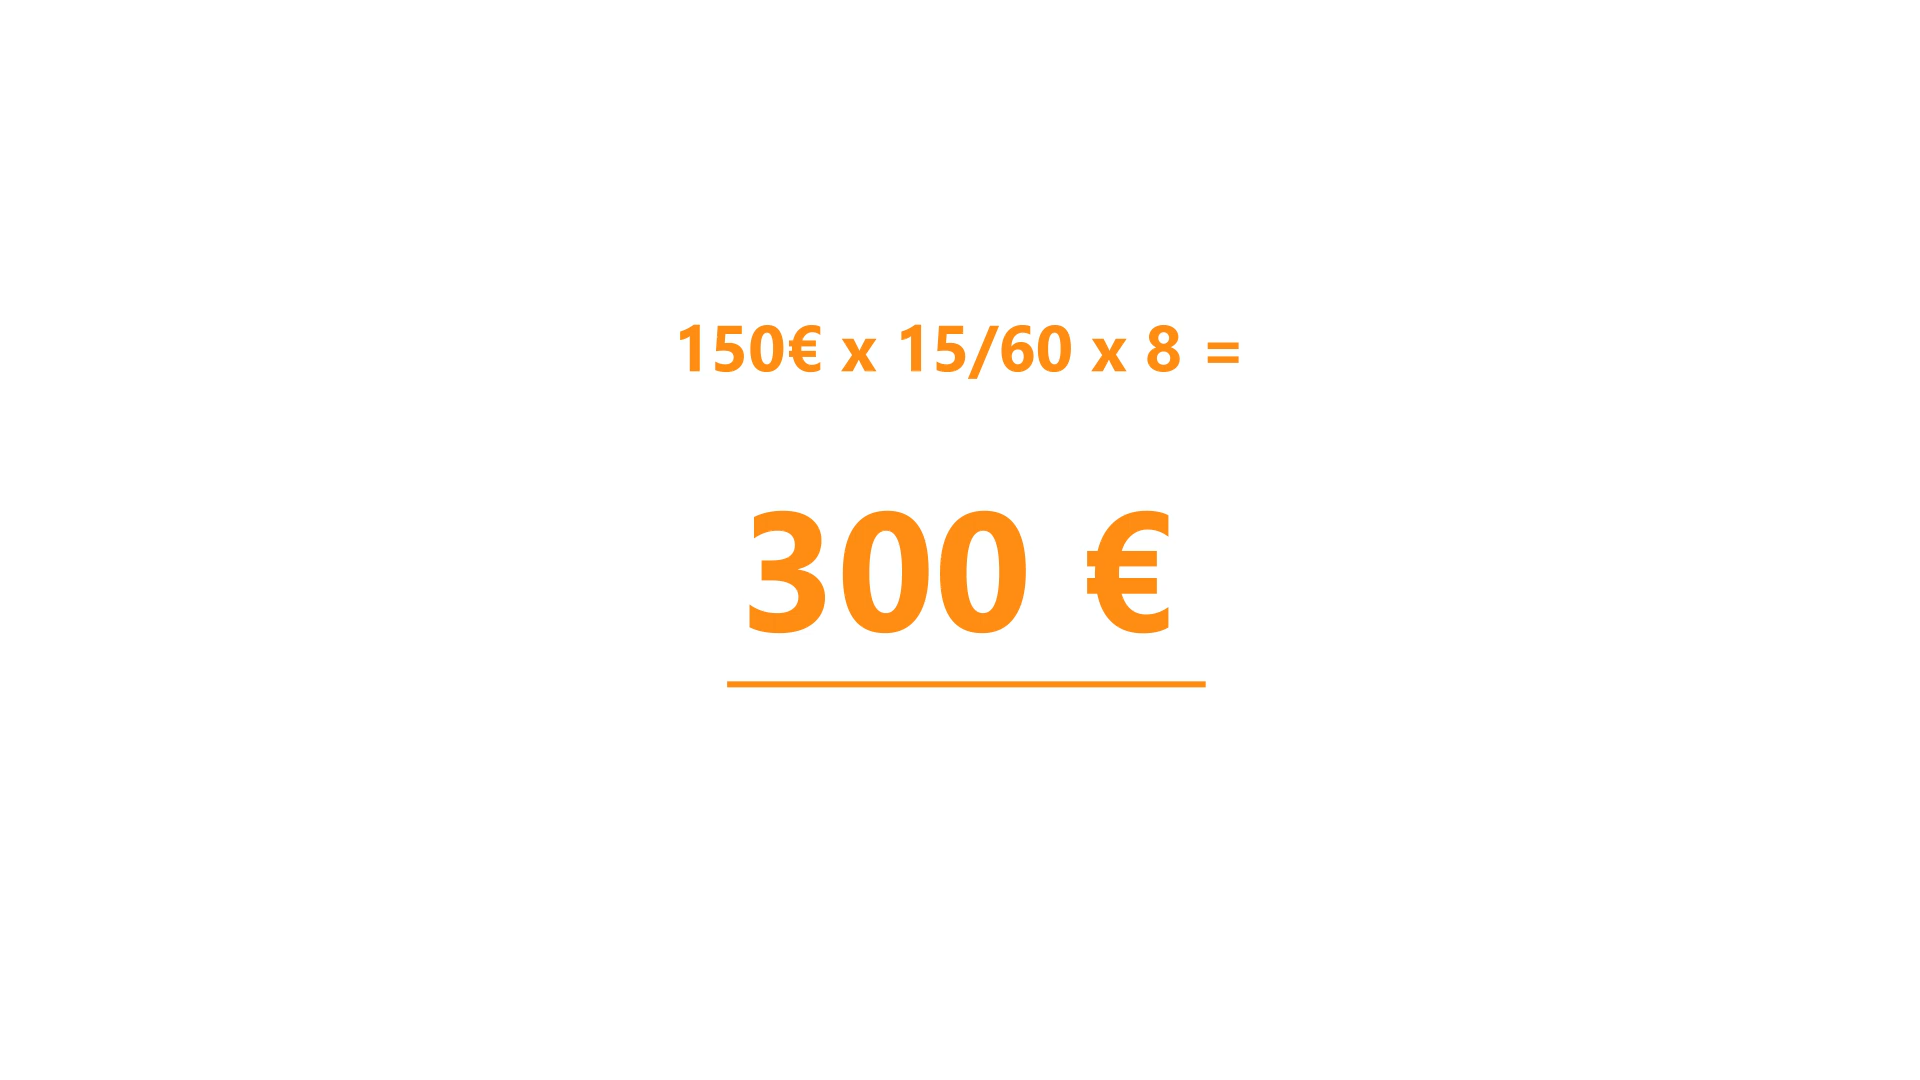 150€ x 15/60 x 8 =
300 €